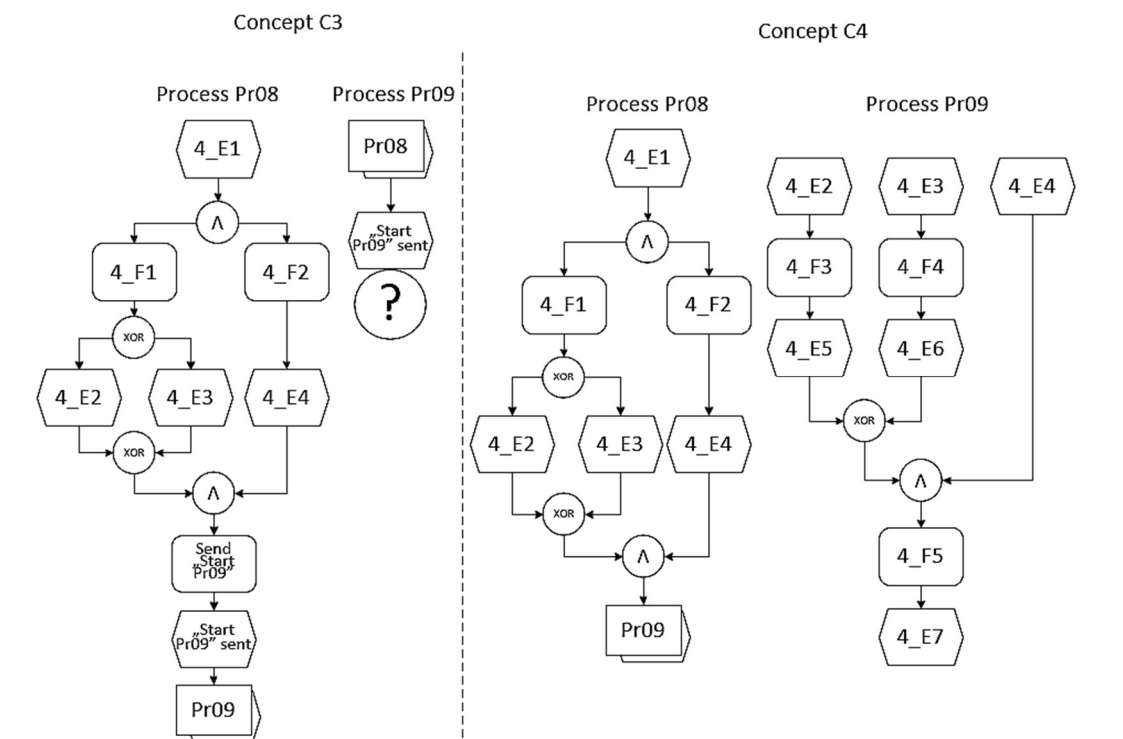 Concept C3
Process Pr08
Process Pr09
4_E1
Pr08
Λ
„Start
Pr09” sent
4_F1
4_F2
?
XOR
4_E2
4_E3
4_E4
XOR
Λ
Send
„Start
Pr09”
„Start
Pr09” sent
Pr09
Concept C4
Process Pr08
4_E1
Λ
4_F1
4_F2
XOR
4_E2
4_E3
4_E4
XOR
Λ
Pr09
Process Pr09
4_E2
4_E3
4_E4
4_F3
4_F4
4_E5
4_E6
XOR
Λ
4_F5
4_E7